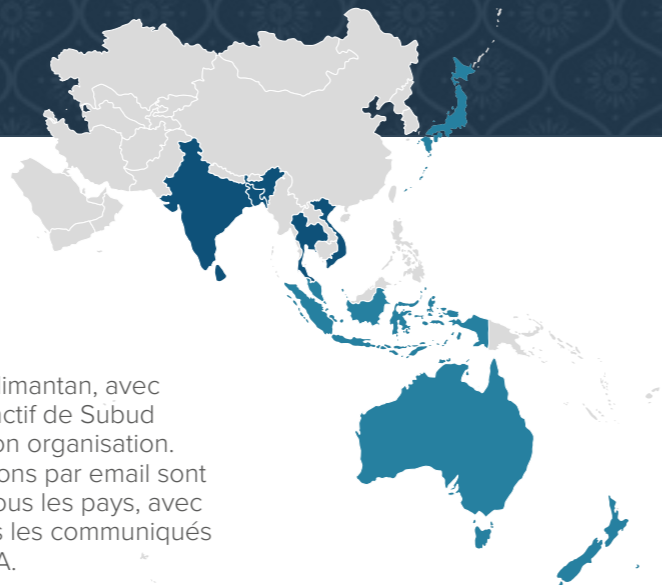 limantan, avec
actif de Subud
on organisation.
ons par email sont
ous les pays, avec
s les communiqués
A.